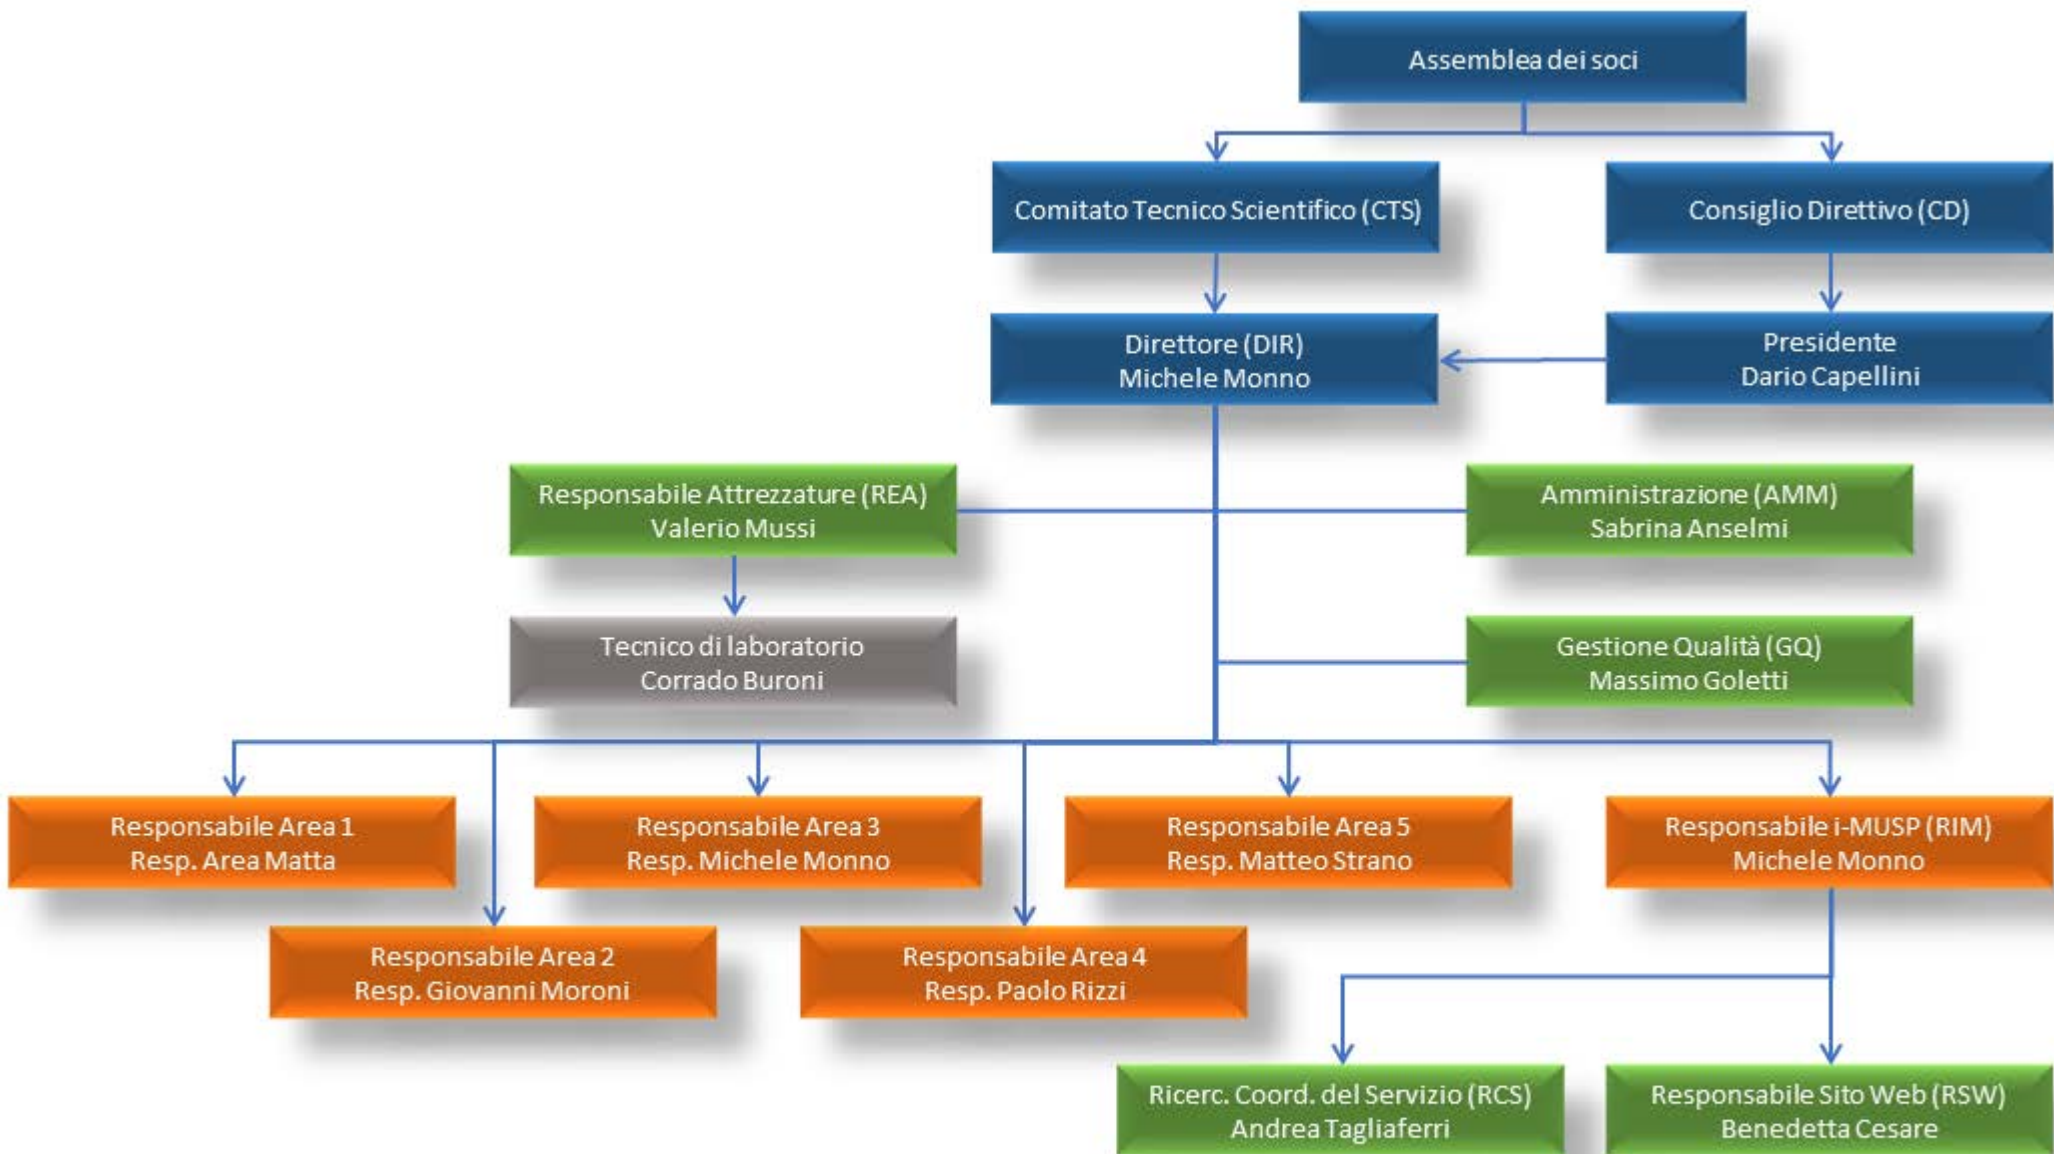 Assemblea dei soci
Comitato Tecnico Scientifico (CTS)
Consiglio Direttivo (CD)
Direttore (DIR)
Michele Monno
Presidente
Dario Capellini
Responsabile Attrezzature (REA)
Valerio Mussi
Amministrazione (AMM)
Sabrina Anselmi
Tecnico di laboratorio
Corrado Buroni
Gestione Qualità (GQ)
Massimo Goletti
Responsabile Area 1
Resp. Area Matta
Responsabile Area 3
Resp. Michele Monno
Responsabile Area 5
Resp. Matteo Strano
Responsabile i-MUSP (RIM)
Michele Monno
Responsabile Area 2
Resp. Giovanni Moroni
Responsabile Area 4
Resp. Paolo Rizzi
Ricerc. Coord. del Servizio (RCS)
Andrea Tagliaferri
Responsabile Sito Web (RSW)
Benedetta Cesare